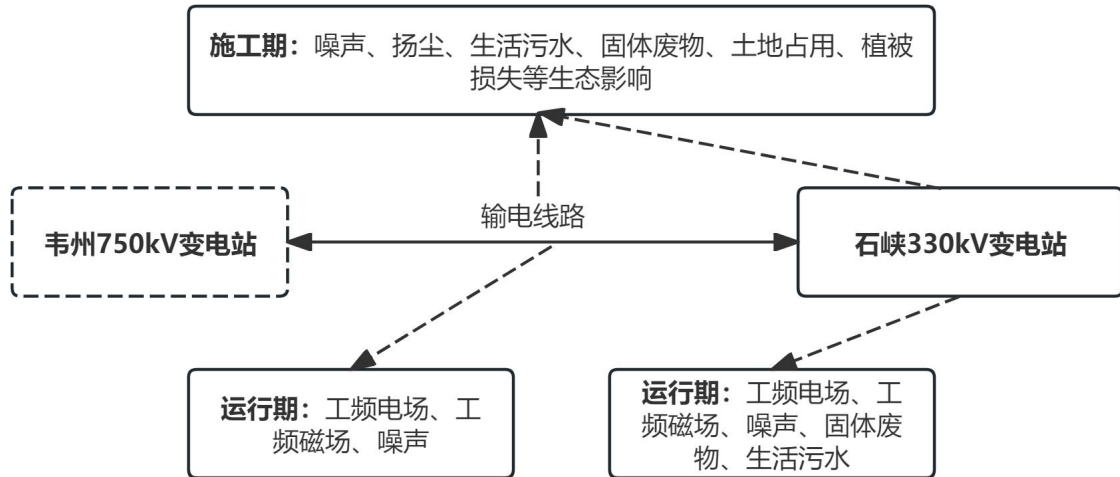 施工期：噪声、扬尘、生活污水、固体废物、土地占用、植被
损失等生态影响
输电线路
韦州750kV变电站
石峡330kV变电站
运行期：工频电场、工
频磁场、噪声
运行期：工频电场、工
频磁场、噪声、固体废
物、生活污水